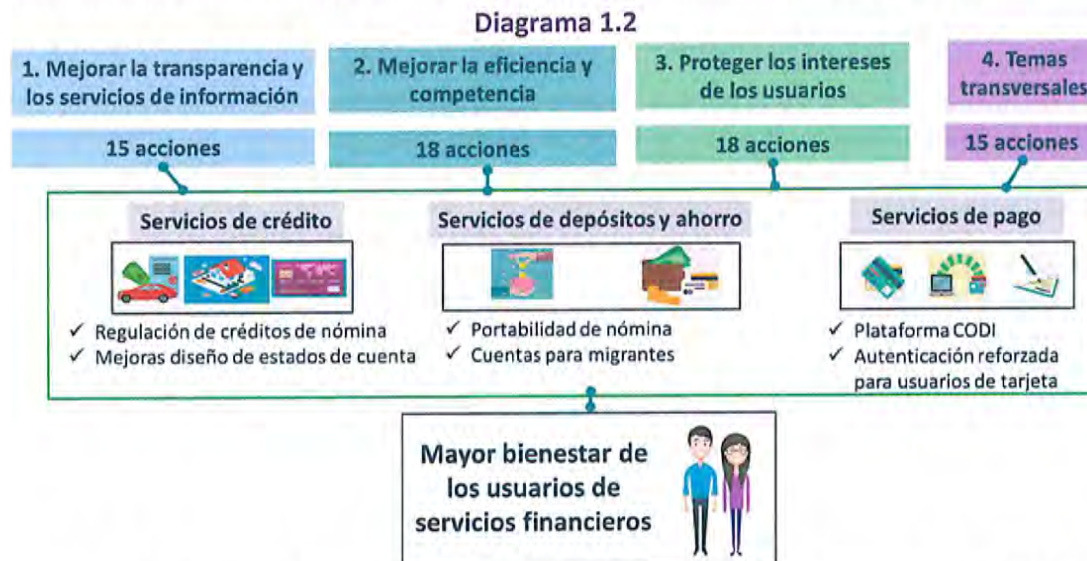 Diagrama 1.2
1. Mejorar la transparencia y
los servicios de información
15 acciones
2. Mejorar la eficiencia y
competencia
18 acciones
3. Proteger los intereses
de los usuarios
18 acciones
4. Temas
transversales
15 acciones
Servicios de crédito
✓ Regulación de créditos de nómina
✓ Mejoras diseño de estados de cuenta
Servicios de depósitos y ahorro
✓ Portabilidad de nómina
✓ Cuentas para migrantes
Servicios de pago
✓ Plataforma CODI
✓ Autenticación reforzada
para usuarios de tarjeta
Mayor bienestar de
los usuarios de
servicios financieros